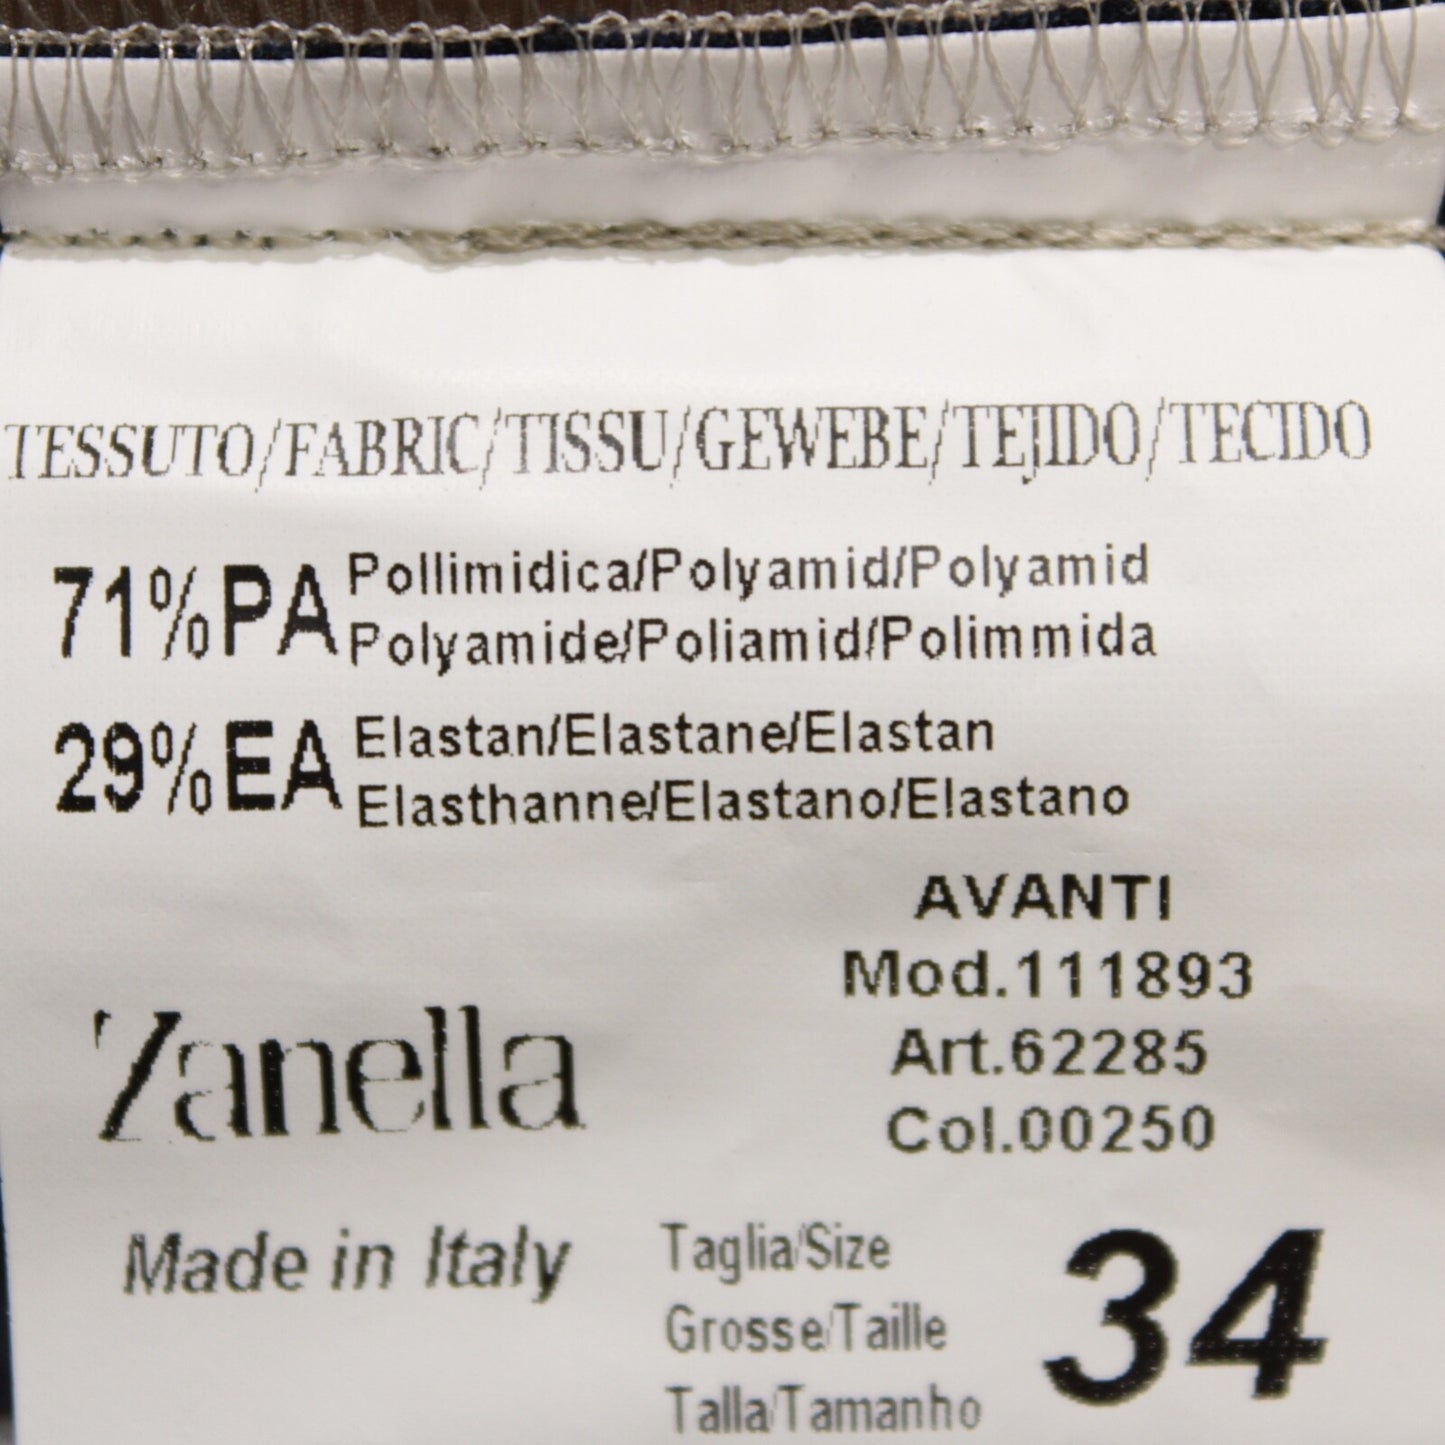 TESSUTO/FABRIC/TISSU/GEWEBE/TEJIDO/TECIDO
71%PA Pollimidica/Polyamid/Polyamid
Polyamide/Poliamid/Polimmida
29%EA Elastan/Elastane/Elastan
Elasthanne/Elastano/Elastano
AVANTI
Mod.111893
Art.62285
Col.00250
Zanella
Made in Italy
Taglia/Size
Grosse/Taille
Talla/Tamanho
34